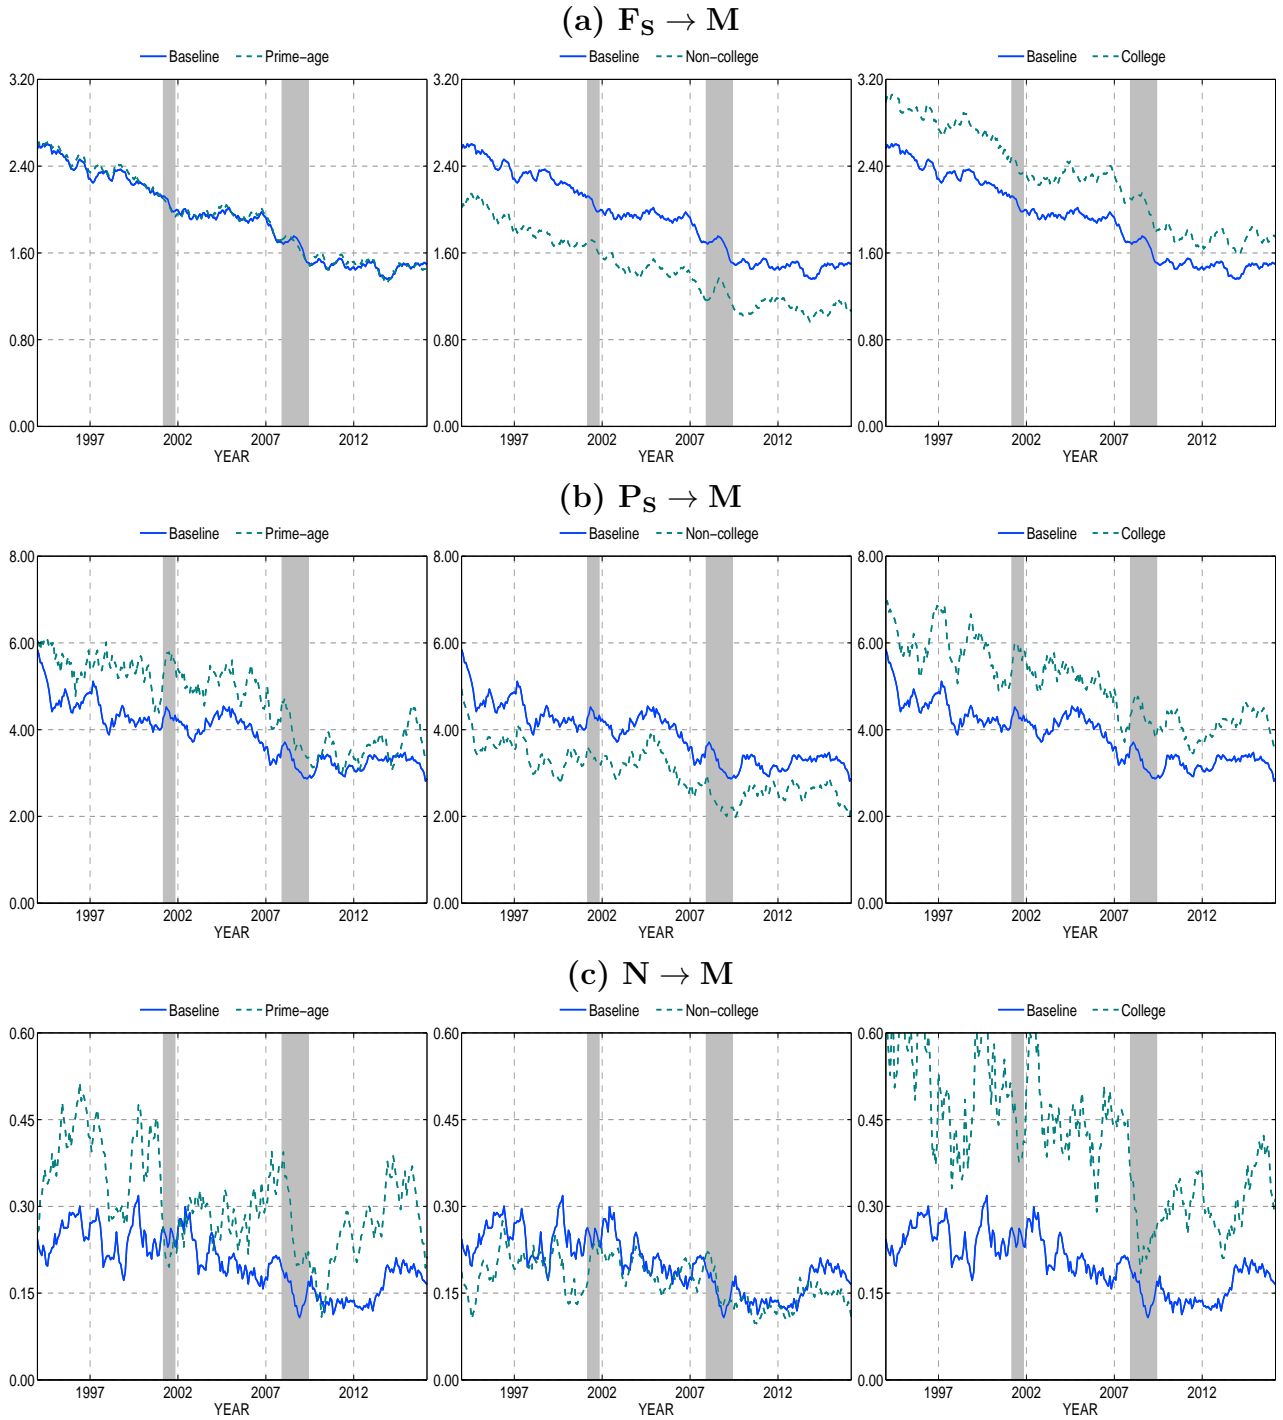 (a) F_S → M
Baseline Prime−age
Baseline Non−college
Baseline College
3.20
2.40
1.60
0.80
0.00
1997 2002 2007 2012
YEAR
3.20
2.40
1.60
0.80
0.00
1997 2002 2007 2012
YEAR
3.20
2.40
1.60
0.80
0.00
1997 2002 2007 2012
YEAR
(b) P_S → M
Baseline Prime−age
Baseline Non−college
Baseline College
8.00
6.00
4.00
2.00
0.00
1997 2002 2007 2012
YEAR
8.00
6.00
4.00
2.00
0.00
1997 2002 2007 2012
YEAR
8.00
6.00
4.00
2.00
0.00
1997 2002 2007 2012
YEAR
(c) N → M
Baseline Prime−age
Baseline Non−college
Baseline College
0.60
0.45
0.30
0.15
0.00
1997 2002 2007 2012
YEAR
0.60
0.45
0.30
0.15
0.00
1997 2002 2007 2012
YEAR
0.60
0.45
0.30
0.15
0.00
1997 2002 2007 2012
YEAR